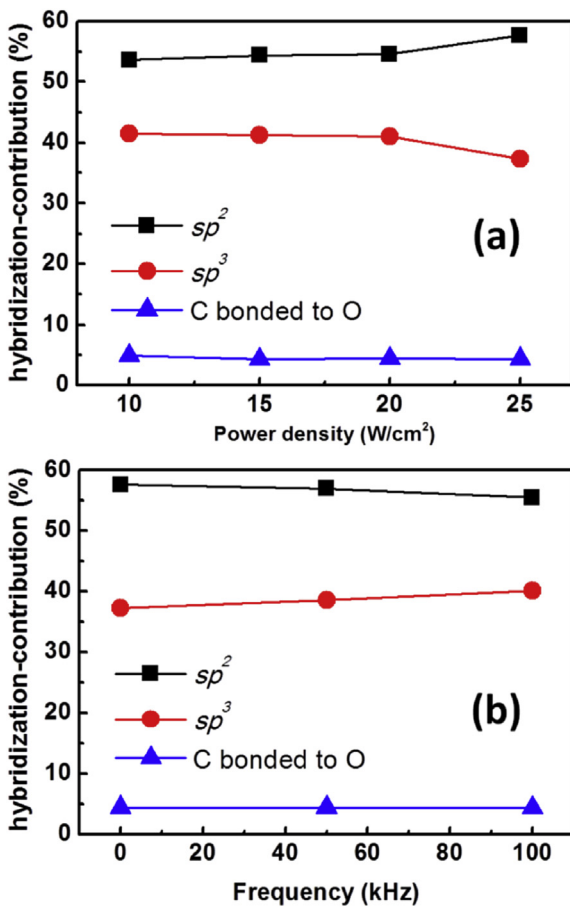 hybridization-contribution (%)
60
50
40
30
20
10
0
sp²
sp³
C bonded to O
(a)
10 15 20 25
Power density (W/cm²)
hybridization-contribution (%)
60
50
40
30
20
10
0
sp²
sp³
C bonded to O
(b)
0 20 40 60 80 100
Frequency (kHz)